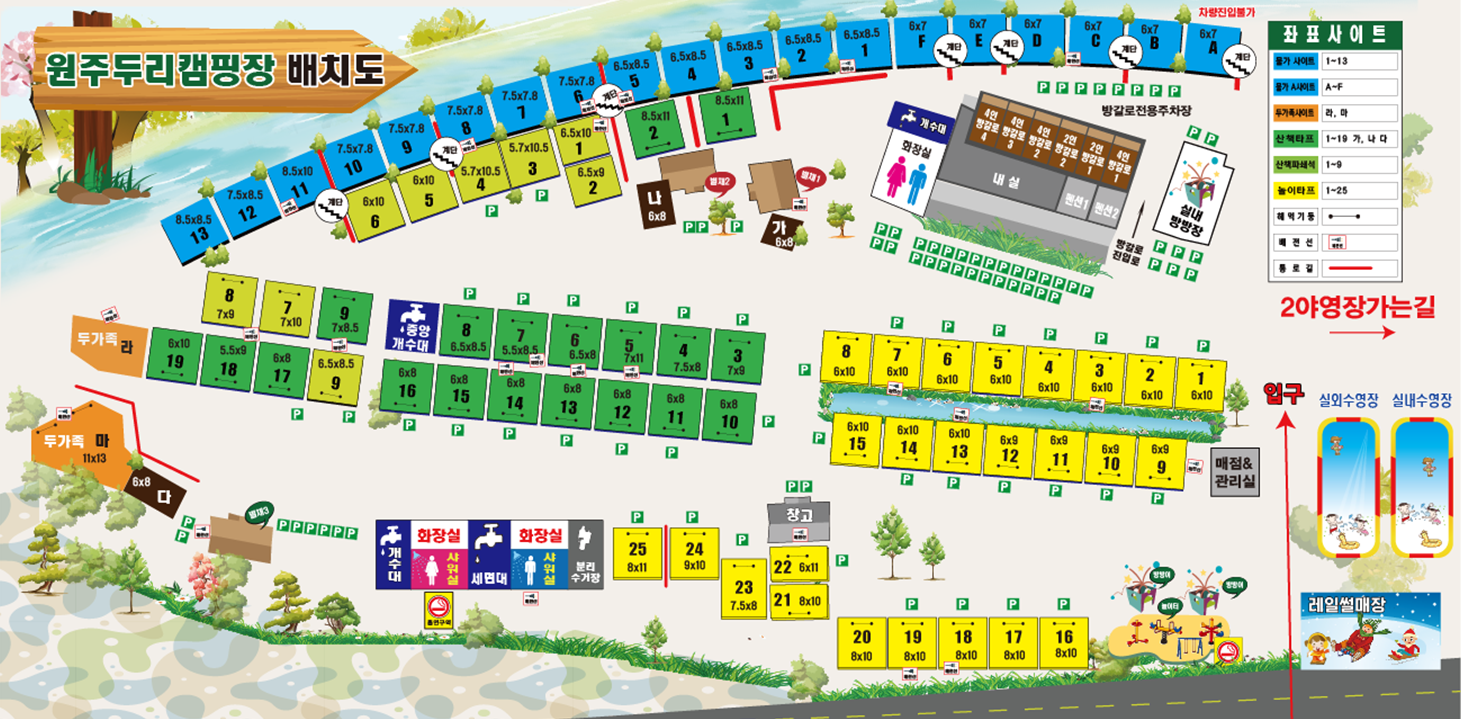 원주두리캠핑장 배치도
차량진입불가
좌표사이트
물가 사이트 1~13
물가 A사이트 A~F
두가족사이트 라, 마
산책타프 1~19 가, 나 다
산책파쇄석 1~9
놀이타프 1~25
해먹기둥
배전선
통로길
6x7 F
6x7 E
6x7 D
6x7 C
6x7 B
6x7 A
계단
계단
계단
계단
6.5x8.5 1
6.5x8.5 2
6.5x8.5 3
6.5x8.5 4
6.5x8.5 5
7.5x7.8 6
7.5x7.8 7
7.5x7.8 8
7.5x7.8 9
7.5x7.8 10
8.5x10 11
7.5x8.5 12
8.5x8.5 13
계단
계단
계단
8.5x11 1
8.5x11 2
6.5x10 1
6.5x9 2
5.7x10.5 3
5.7x10.5 4
6x10 5
6x10 6
나 6x8
별채2
별채1
가 6x8
개수대
화장실
4인 방갈로 4
4인 방갈로 3
4인 방갈로 2
2인 방갈로 2
2인 방갈로 1
4인 방갈로 1
내 실
펜션1
펜션2
방갈로전용주차장
방갈로 진입로
실내 방방장
2야영장가는길
8 7x9
7 7x10
9 7x8.5
중앙 개수대
8 6.5x8.5
7 5.5x8.5
6 6.5x8
5 7x11
4 7.5x8
3 7x9
두가족 라
6x10 19
5.5x9 18
6x8 17
6.5x8.5 9
6x8 16
6x8 15
6x8 14
6x8 13
6x8 12
6x8 11
6x8 10
8 6x10
7 6x10
6 6x10
5 6x10
4 6x10
3 6x10
2 6x10
1 6x10
6x10 15
6x10 14
6x10 13
6x9 12
6x9 11
6x9 10
6x9 9
매점&
관리실
입구
실외수영장
실내수영장
두가족 마
11x13
6x8 다
별채3
개수대
화장실
샤워실
세면대
화장실
샤워실
분리
수거장
흡연구역
25 8x11
24 9x10
창고
23 7.5x8
22 6x11
21 8x10
20 8x10
19 8x10
18 8x10
17 8x10
16 8x10
방방이
방방이
놀이터
레일썰매장